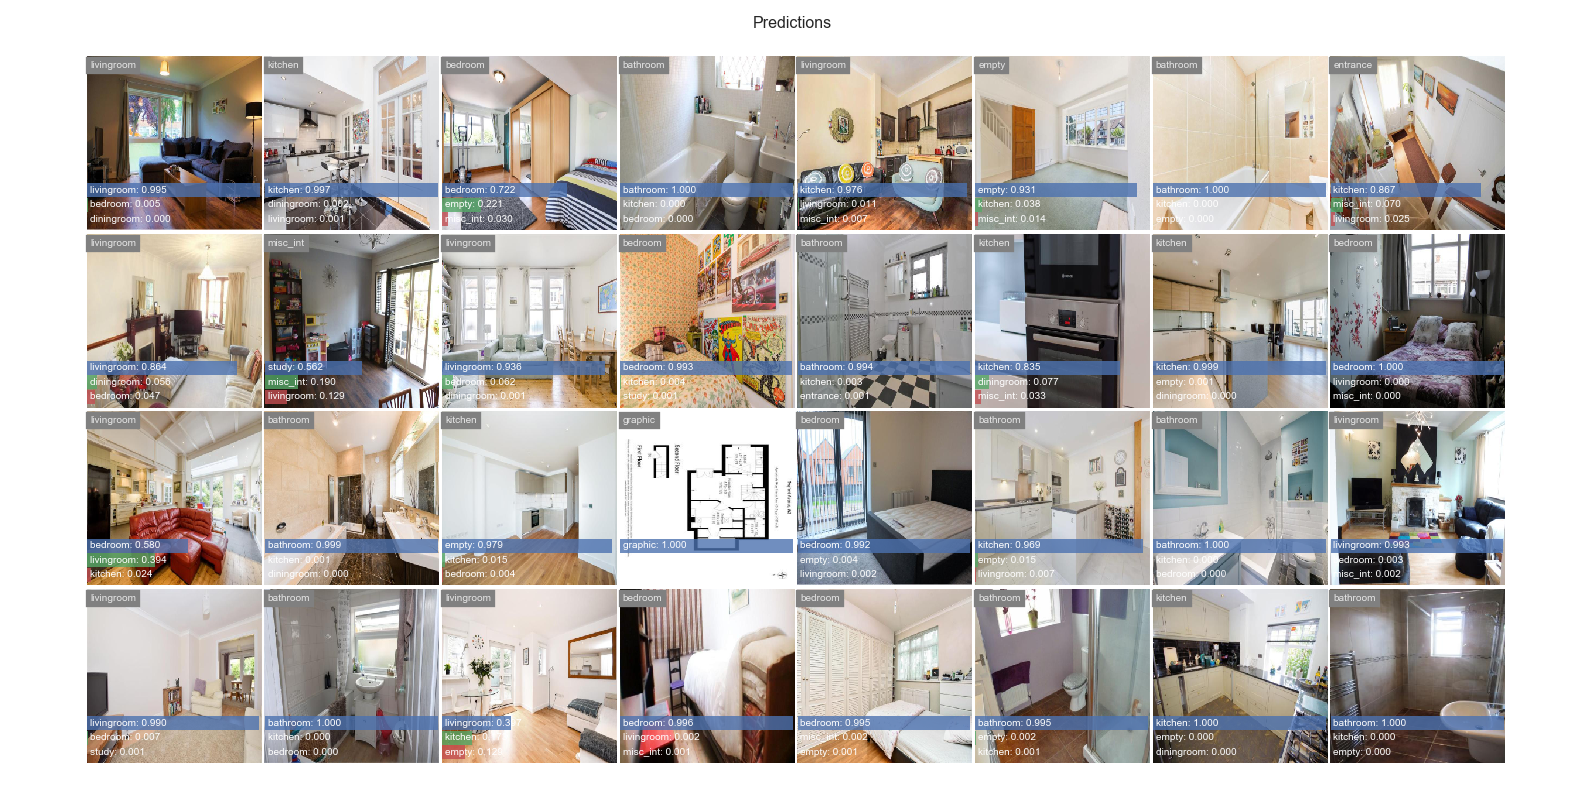 Predictions
livingroom
livingroom: 0.995
bedroom: 0.005
diningroom: 0.000
kitchen
kitchen: 0.997
diningroom: 0.002
livingroom: 0.001
bedroom
bedroom: 0.722
empty: 0.221
misc_int: 0.030
bathroom
bathroom: 1.000
kitchen: 0.000
bedroom: 0.000
livingroom
kitchen: 0.976
livingroom: 0.011
misc_int: 0.007
empty
empty: 0.931
kitchen: 0.038
misc_int: 0.014
bathroom
bathroom: 1.000
kitchen: 0.000
empty: 0.000
entrance
kitchen: 0.867
misc_int: 0.070
livingroom: 0.025
livingroom
livingroom: 0.864
diningroom: 0.056
bedroom: 0.047
misc_int
study: 0.562
misc_int: 0.190
livingroom: 0.129
livingroom
livingroom: 0.936
bedroom: 0.062
diningroom: 0.001
bedroom
bedroom: 0.993
kitchen: 0.004
study: 0.001
bathroom
bathroom: 0.994
kitchen: 0.003
entrance: 0.001
kitchen
kitchen: 0.835
diningroom: 0.077
misc_int: 0.033
kitchen
kitchen: 0.999
empty: 0.001
diningroom: 0.000
bedroom
bedroom: 1.000
livingroom: 0.000
misc_int: 0.000
livingroom
bedroom: 0.580
livingroom: 0.394
kitchen: 0.024
bathroom
bathroom: 0.999
kitchen: 0.001
diningroom: 0.000
kitchen
empty: 0.979
kitchen: 0.015
bedroom: 0.004
graphic
First Floor
Second Floor
graphic: 1.000
bedroom
bedroom: 0.992
empty: 0.004
livingroom: 0.002
bathroom
kitchen: 0.969
empty: 0.015
livingroom: 0.007
bathroom
bathroom: 1.000
kitchen: 0.000
bedroom: 0.000
livingroom
livingroom: 0.993
bedroom: 0.003
misc_int: 0.002
livingroom
livingroom: 0.990
bedroom: 0.007
study: 0.001
bathroom
bathroom: 1.000
kitchen: 0.000
bedroom: 0.000
livingroom
livingroom:
kitchen:
empty:
bedroom
bedroom: 0.996
livingroom: 0.002
misc_int: 0.001
bedroom
bedroom: 0.995
misc_int: 0.002
empty: 0.001
bathroom
bathroom: 0.995
empty: 0.002
kitchen: 0.001
kitchen
kitchen: 1.000
empty: 0.000
diningroom: 0.000
bathroom
bathroom: 1.000
kitchen: 0.000
empty: 0.000